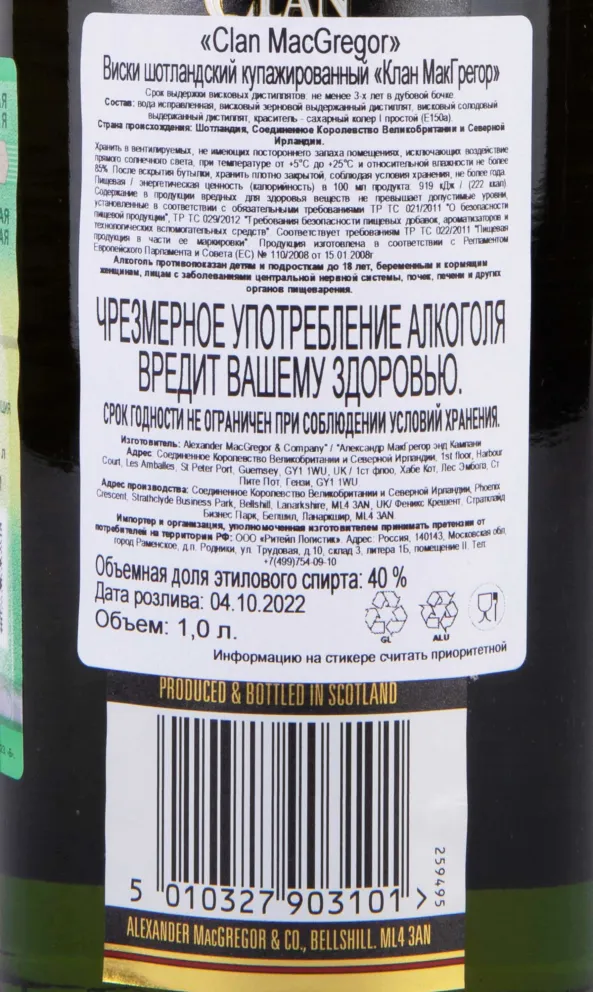 CLAN
«Clan MacGregor»
Виски шотландский купажированный «Клан МакГрегор»
Срок выдержки висковых дистиллятов: не менее 3-х лет в дубовой бочке.
Состав: вода исправленная, висковый зерновой выдержанный дистиллят, висковый солодовый
выдержанный дистиллят, краситель - сахарный колер I простой (Е150а).
Страна происхождения: Шотландия, Соединенное Королевство Великобритании и Северной
Ирландии.
Хранить в вентилируемых, не имеющих постороннего запаха помещениях, исключающих воздействие
прямого солнечного света, при температуре от +5°С до +25°С и относительной влажности не более
85%. После вскрытия бутылки, хранить плотно закрытой, соблюдая условия хранения, не более года.
Пищевая / энергетическая ценность (калорийность) в 100 мл продукта: 919 кДж / (222 ккал).
Содержание в продукции вредных для здоровья веществ не превышает допустимые уровни,
установленные в соответствии с обязательными требованиями ТР ТС 021/2011 "О безопасности
пищевой продукции", ТР ТС 029/2012 "Требования безопасности пищевых добавок, ароматизаторов и
технологических вспомогательных средств". Соответствует требованиям ТР ТС 022/2011 "Пищевая
продукция в части ее маркировки". Продукция изготовлена в соответствии с Регламентом
Европейского Парламента и Совета (ЕС) № 110/2008 от 15.01.2008г
Алкоголь противопоказан детям и подросткам до 18 лет, беременным и кормящим
женщинам, лицам с заболеваниями центральной нервной системы, почек, печени и других
органов пищеварения.
ЧРЕЗМЕРНОЕ УПОТРЕБЛЕНИЕ АЛКОГОЛЯ
ВРЕДИТ ВАШЕМУ ЗДОРОВЬЮ.
СРОК ГОДНОСТИ НЕ ОГРАНИЧЕН ПРИ СОБЛЮДЕНИИ УСЛОВИЙ ХРАНЕНИЯ.
Изготовитель: Alexander MacGregor & Company" / "Александр МакГрегор энд Кампани
Адрес: Соединенное Королевство Великобритании и Северной Ирландии, 1st floor, Harbour
Court, Les Amballes, St Peter Port, Guernsey, GY1 1WU, UK / 1ст флоо, Хабе Кот, Лес Эмболз, Ст
Пите Пот, Гензи, GY1 1WU
Адрес производства: Соединенное Королевство Великобритании и Северной Ирландии, Phoenix
Crescent, Strathclyde Business Park, Bellshill, Lanarkshire, ML4 3AN, UK/ Феникс Крешент, Стратклайд
Бизнес Парк, Белшил, Ланаркшир, ML4 3AN
Импортер и организация, уполномоченная изготовителем принимать претензии от
потребителей на территории РФ: ООО «Ритейл Логистик». Адрес: Россия, 140143, Московская обл,
город Раменское, д.п. Родники, ул. Трудовая, д.10, склад 3, литера 1Б, помещение II. Тел:
+7(499)754-09-10
Объемная доля этилового спирта: 40 %
Дата розлива: 04.10.2022
Объем: 1,0 л.
GL ALU
Информацию на стикере считать приоритетной
PRODUCED & BOTTLED IN SCOTLAND
259495
5 010327 903101 >
ALEXANDER MACGREGOR & CO., BELLSHILL. ML4 3AN